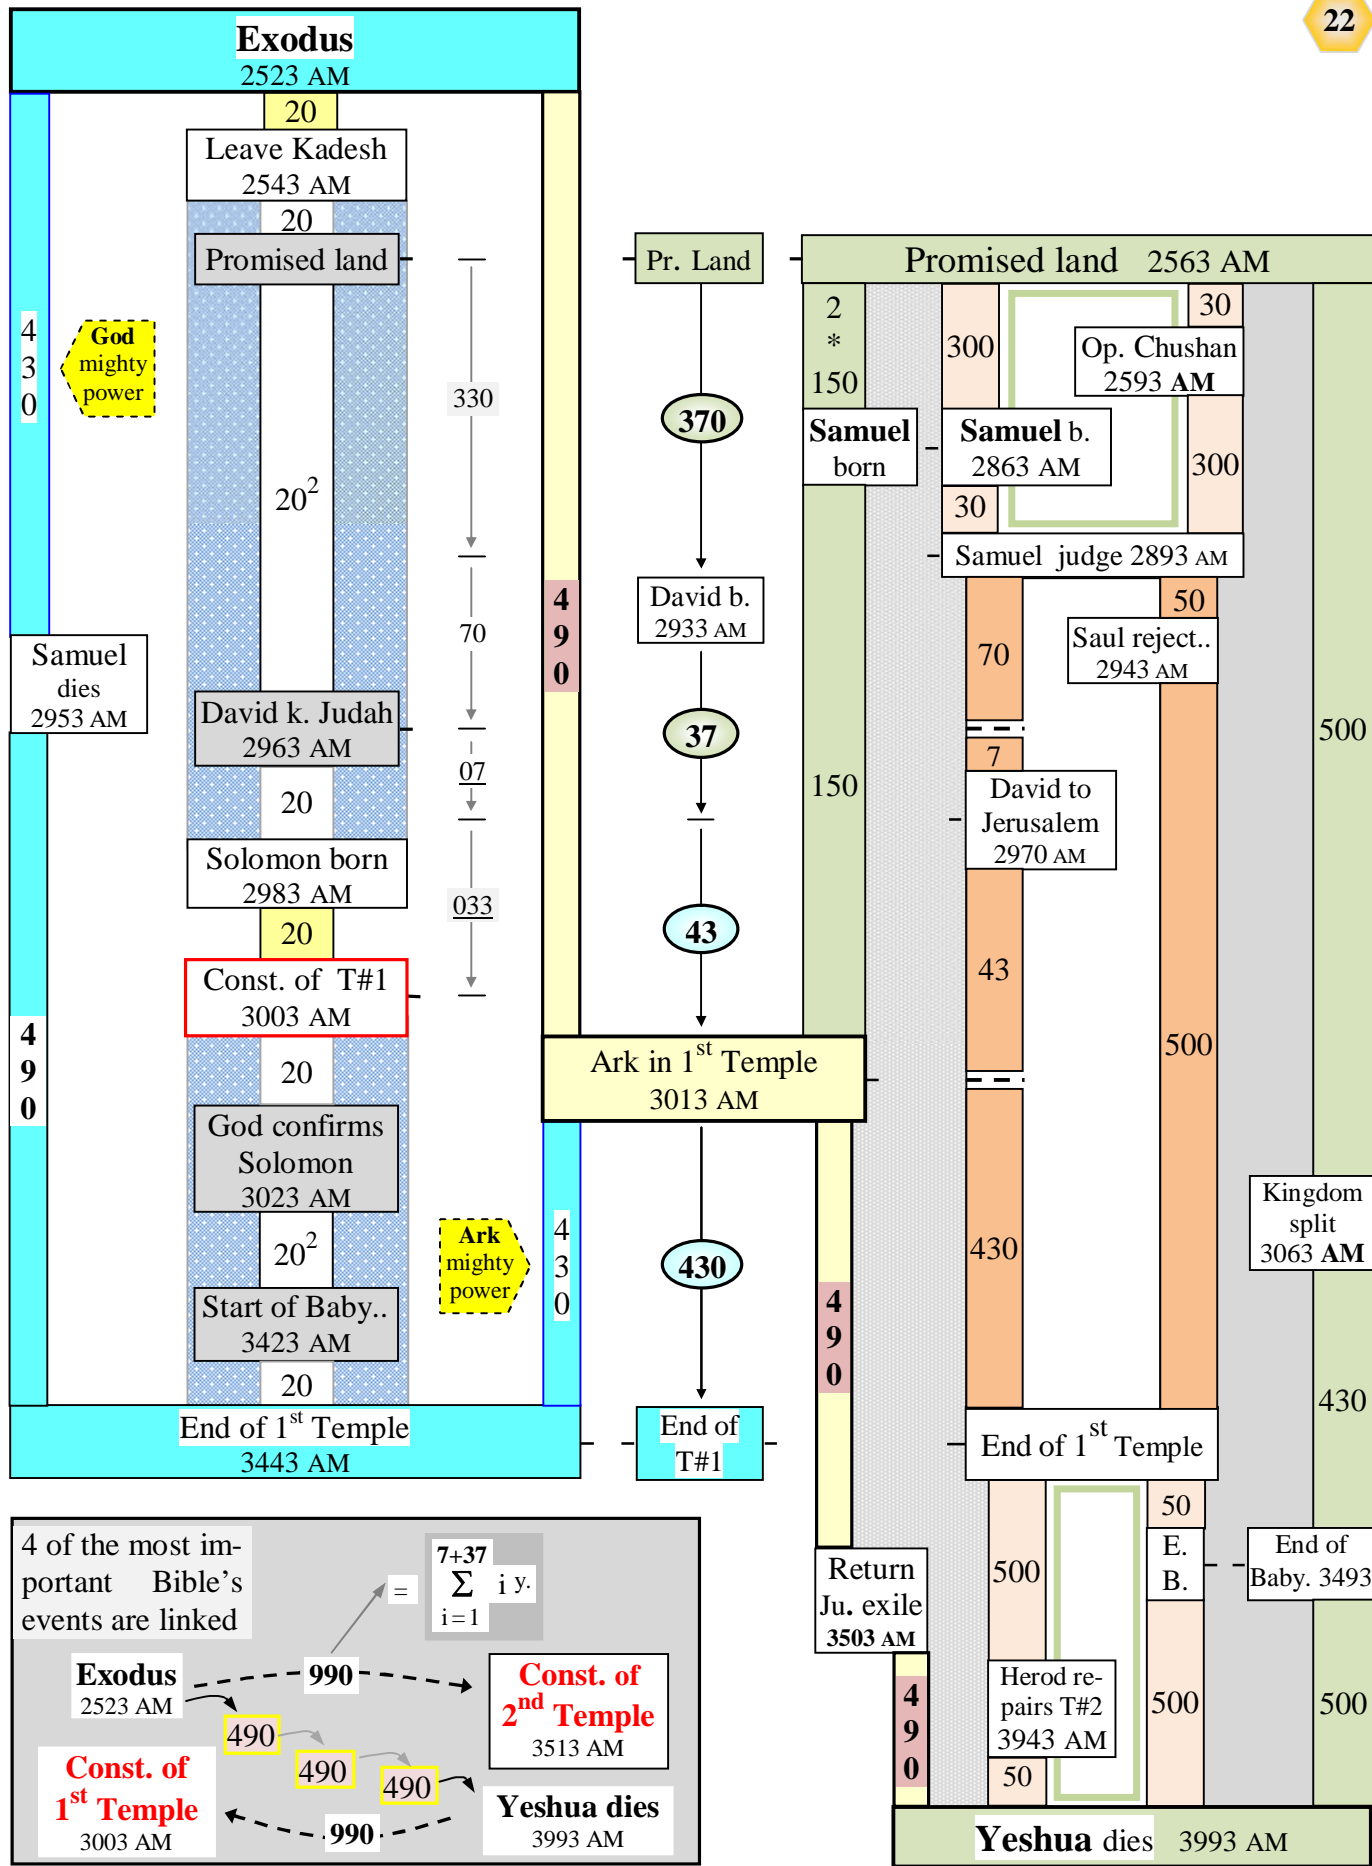 22
Exodus
2523 AM
20
Leave Kadesh
2543 AM
20
Promised land
20²
David k. Judah
2963 AM
20
Solomon born
2983 AM
20
Const. of T#1
3003 AM
20
God confirms
Solomon
3023 AM
20²
Start of Baby..
3423 AM
20
End of 1st Temple
3443 AM
4
3
0
God
mighty
power
Samuel
dies
2953 AM
4
9
0
330
70
07
033
4
9
0
Ark in 1st Temple
3013 AM
Ark
mighty
power
4
3
0
Pr. Land
370
David b.
2933 AM
37
43
430
End of
T#1
Promised land 2563 AM
2
*
150
Samuel
born
150
4
9
0
Return
Ju. exile
3503 AM
4
9
0
300
Samuel b.
2863 AM
30
30
Op. Chushan
2593 AM
300
Samuel judge 2893 AM
70
7
David to
Jerusalem
2970 AM
43
430
50
Saul reject..
2943 AM
500
End of 1st Temple
500
Herod re-
pairs T#2
3943 AM
50
50
E.
B.
500
500
Kingdom
split
3063 AM
430
End of
Baby. 3493
500
Yeshua dies 3993 AM
4 of the most im-
portant Bible's
events are linked
=
7+37
Σ i y.
i=1
Exodus
2523 AM
990
Const. of
2nd Temple
3513 AM
490
490
490
Const. of
1st Temple
3003 AM
990
Yeshua dies
3993 AM